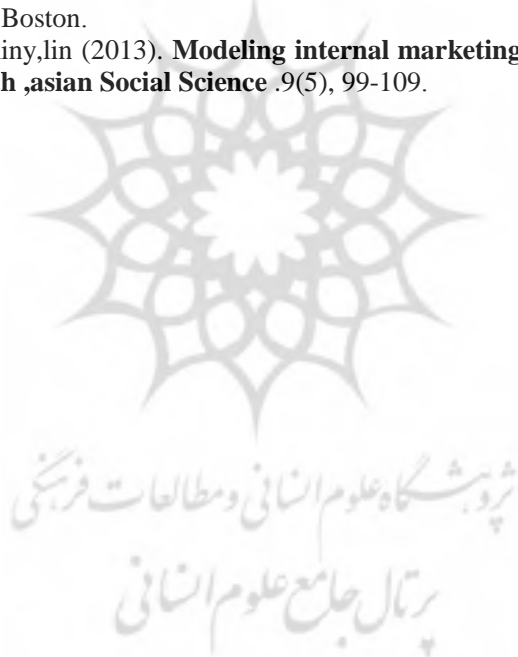 Boston.
iny,lin (2013). Modeling internal marketing
h ,asian Social Science .9(5), 99-109.
پژوهشگاه علوم انسانی و مطالعات فرهنگی
پرتال جامع علوم انسانی